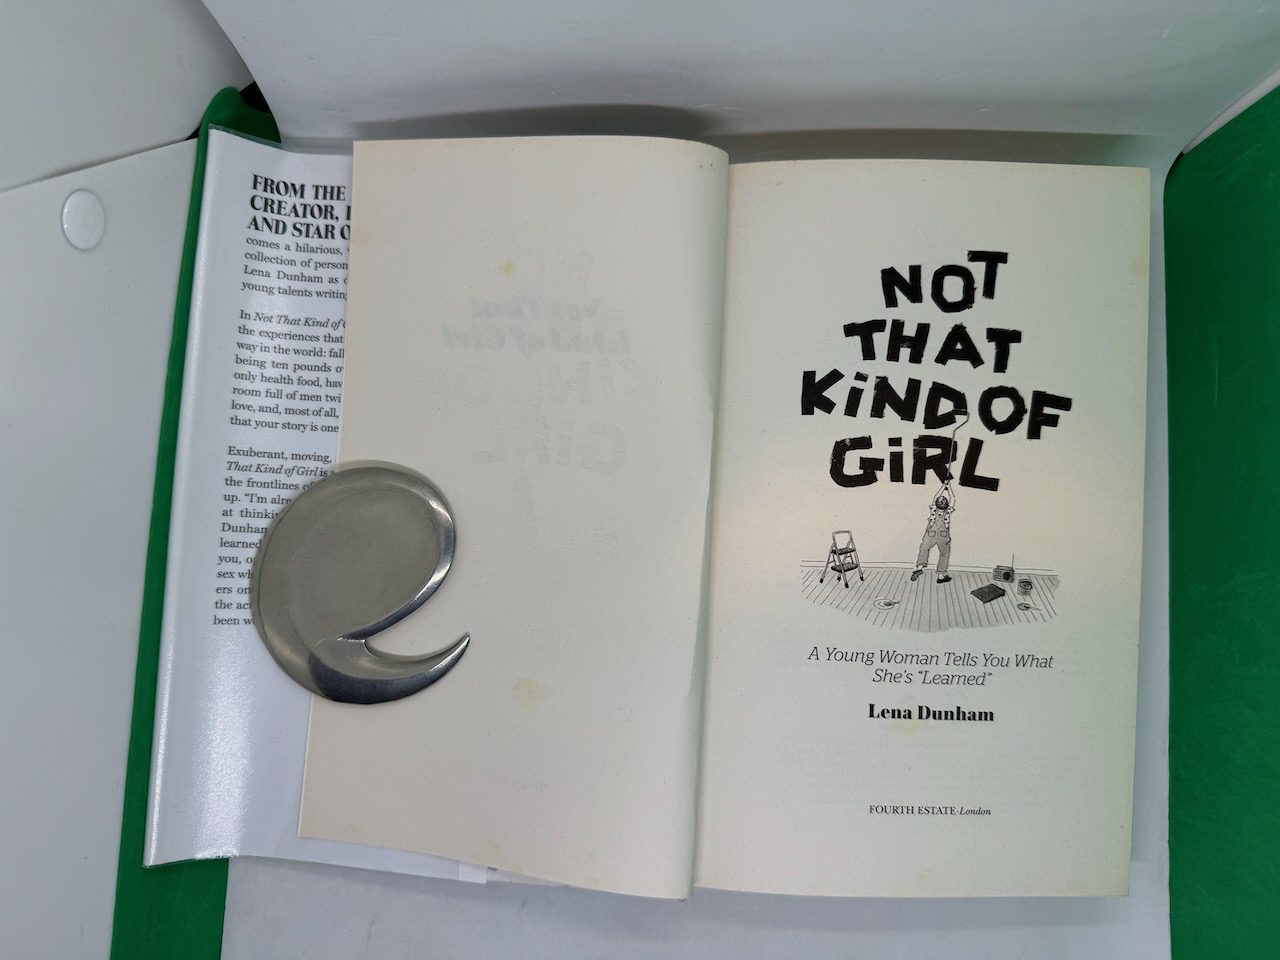 FROM THE
CREATOR,
AND STAR
comes a hilarious,
collection of person
Lena Dunham as
young talents writing
In Not That Kind of
the experiences that
way in the world: fall
being ten pounds
only health food, hav
room full of men twi
love, and, most of all,
that your story is one
Exuberant, moving,
That Kind of Girl is
the frontlines
up. "I'm alre
at thinki
Dunham
learned
you, o
sex wh
ers on
the act
been w
NOT
THAT
KiND OF
GiRL
A Young Woman Tells You What
She's "Learned"
Lena Dunham
FOURTH ESTATE·London